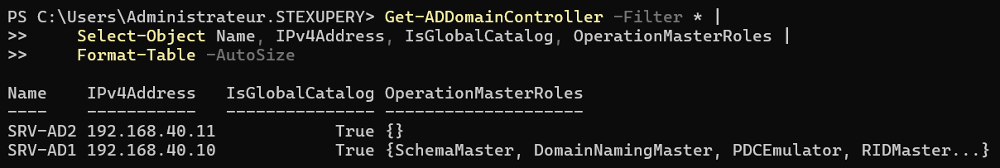 PS C:\Users\Administrateur.STEXUPERY> Get-ADDomainController -Filter * |
>>     Select-Object Name, IPv4Address, IsGlobalCatalog, OperationMasterRoles |
>>     Format-Table -AutoSize
Name    IPv4Address   IsGlobalCatalog OperationMasterRoles
----    -----------   --------------- --------------------
SRV-AD2 192.168.40.11            True {}
SRV-AD1 192.168.40.10            True {SchemaMaster, DomainNamingMaster, PDCEmulator, RIDMaster...}